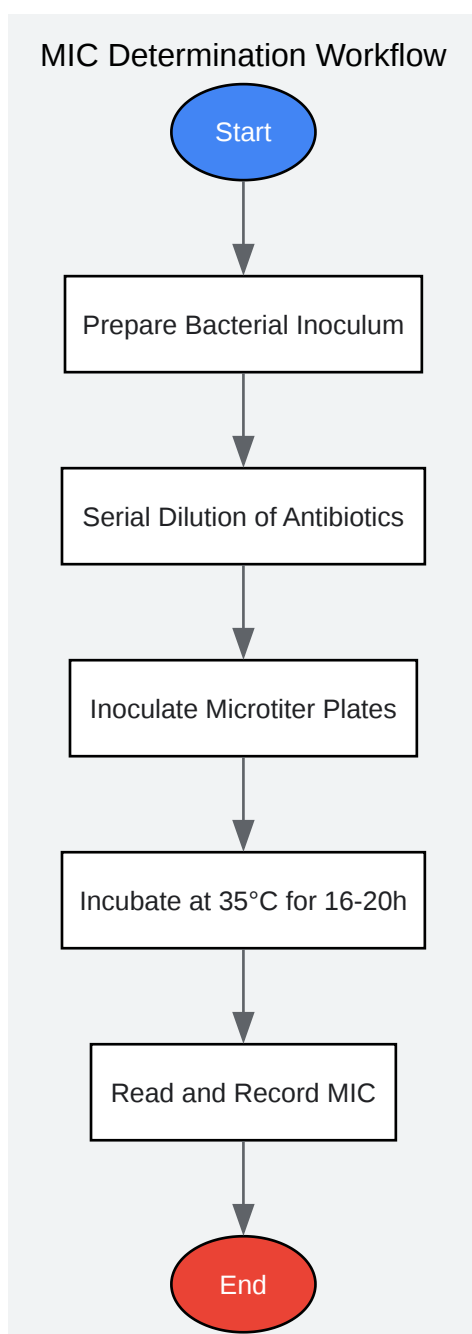 MIC Determination Workflow
Start
Prepare Bacterial Inoculum
Serial Dilution of Antibiotics
Inoculate Microtiter Plates
Incubate at 35°C for 16-20h
Read and Record MIC
End